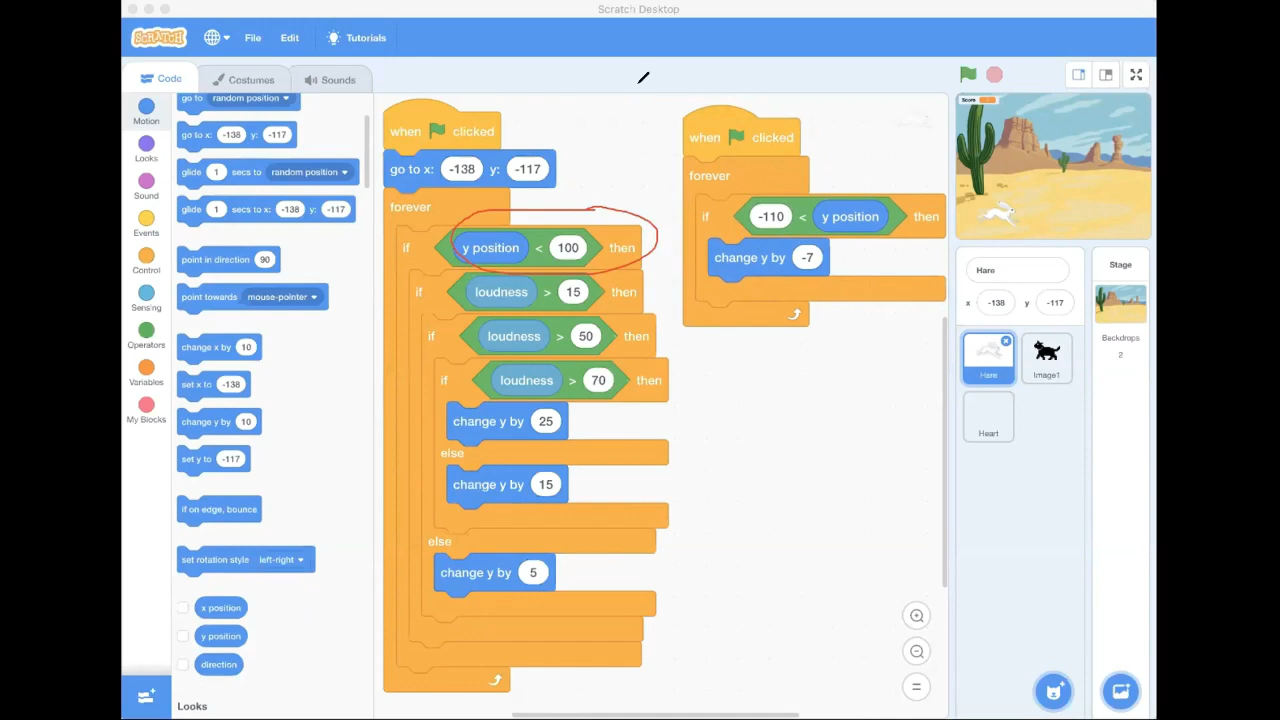 Scratch Desktop
SCRATCH
File Edit Tutorials
Code Costumes Sounds
Motion
Looks
Sound
Events
Control
Sensing
Operators
Variables
My Blocks
go to random position
go to x: -138 y: -117
glide 1 secs to random position
glide 1 secs to x: -138 y: -117
point in direction 90
point towards mouse-pointer
change x by 10
set x to -138
change y by 10
set y to -117
if on edge, bounce
set rotation style left-right
x position
y position
direction
Looks
when clicked
go to x: -138 y: -117
forever
if y position < 100 then
if loudness > 15 then
if loudness > 50 then
if loudness > 70 then
change y by 25
else
change y by 15
else
change y by 5
when clicked
forever
if -110 < y position then
change y by -7
Score
Hare
x -138 y -117
Hare
Image1
Heart
Stage
Backdrops
2